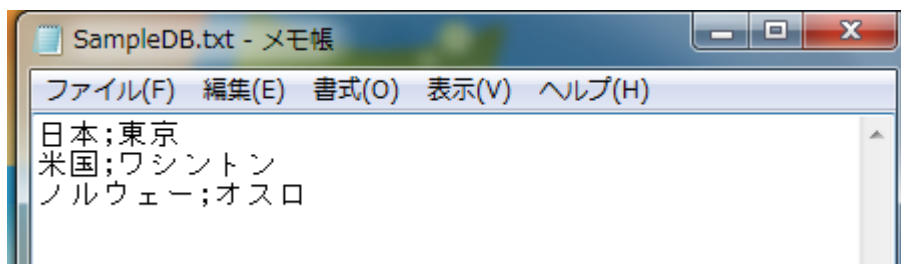 SampleDB.txt - メモ帳
ファイル(F) 編集(E) 書式(O) 表示(V) ヘルプ(H)
日本;東京
米国;ワシントン
ノルウェー;オスロ